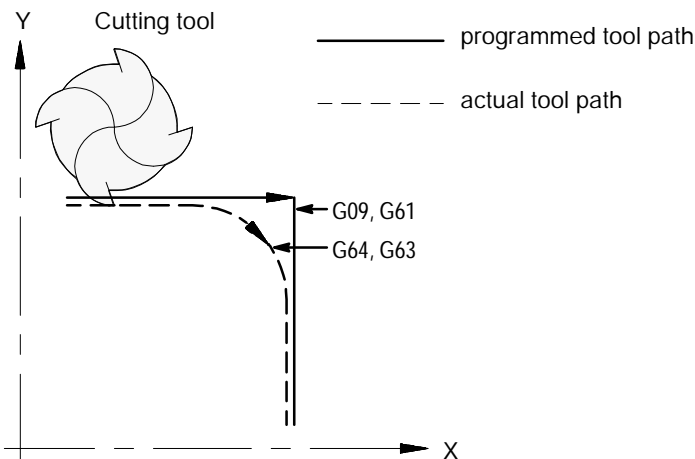 Y
Cutting tool
programmed tool path
actual tool path
G09, G61
G64, G63
X